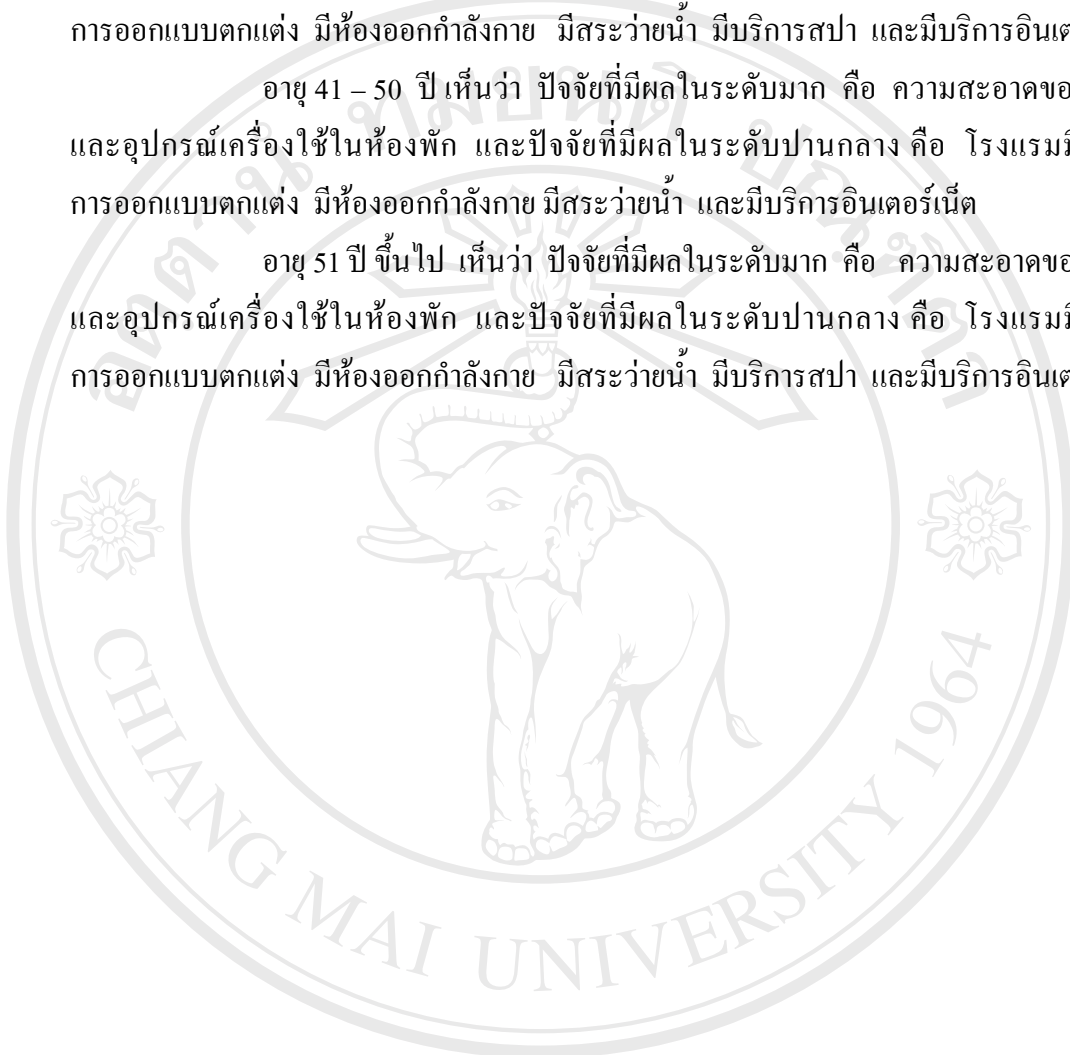 การออกแบบตกแต่ง มีห้องออกกำลังกาย มีสระว่ายน้ำ มีบริการสปา และมีบริการอินเต
อายุ 41 – 50 ปี เห็นว่า ปัจจัยที่มีผลในระดับมาก คือ ความสะอาดขอ
และอุปกรณ์เครื่องใช้ในห้องพัก และปัจจัยที่มีผลในระดับปานกลาง คือ โรงแรมมี
การออกแบบตกแต่ง มีห้องออกกำลังกาย มีสระว่ายน้ำ และมีบริการอินเตอร์เน็ต
อายุ 51 ปี ขึ้นไป เห็นว่า ปัจจัยที่มีผลในระดับมาก คือ ความสะอาดขอ
และอุปกรณ์เครื่องใช้ในห้องพัก และปัจจัยที่มีผลในระดับปานกลาง คือ โรงแรมมี
การออกแบบตกแต่ง มีห้องออกกำลังกาย มีสระว่ายน้ำ มีบริการสปา และมีบริการอินเต
อตฺตานํ ทมยนฺติ ปณฺฑิตา
CHIANG MAI UNIVERSITY 1964